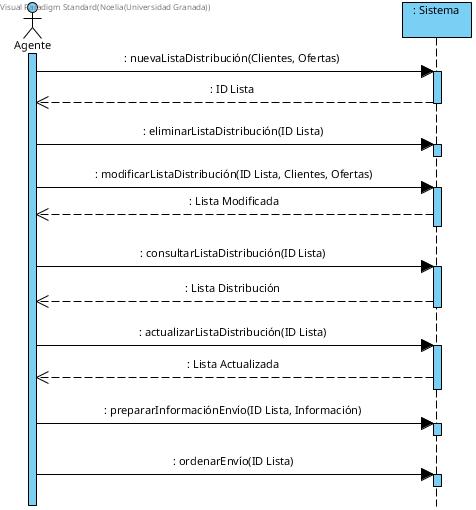 Visual Paradigm Standard(Noelia(Universidad Granada))
Agente
: Sistema
: nuevaListaDistribución(Clientes, Ofertas)
: ID Lista
: eliminarListaDistribución(ID Lista)
: modificarListaDistribución(ID Lista, Clientes, Ofertas)
: Lista Modificada
: consultarListaDistribución(ID Lista)
: Lista Distribución
: actualizarListaDistribución(ID Lista)
: Lista Actualizada
: prepararInformaciónEnvío(ID Lista, Información)
: ordenarEnvío(ID Lista)